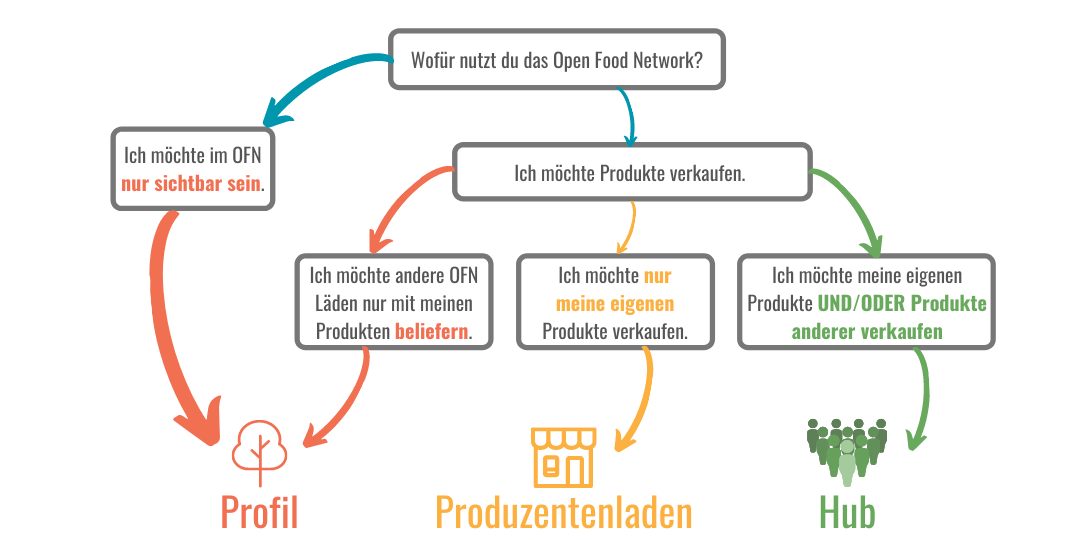 Wofür nutzt du das Open Food Network?
Ich möchte im OFN
nur sichtbar sein.
Ich möchte Produkte verkaufen.
Ich möchte andere OFN
Läden nur mit meinen
Produkten beliefern.
Ich möchte nur
meine eigenen
Produkte verkaufen.
Ich möchte meine eigenen
Produkte UND/ODER Produkte
anderer verkaufen
Profil
Produzentenladen
Hub